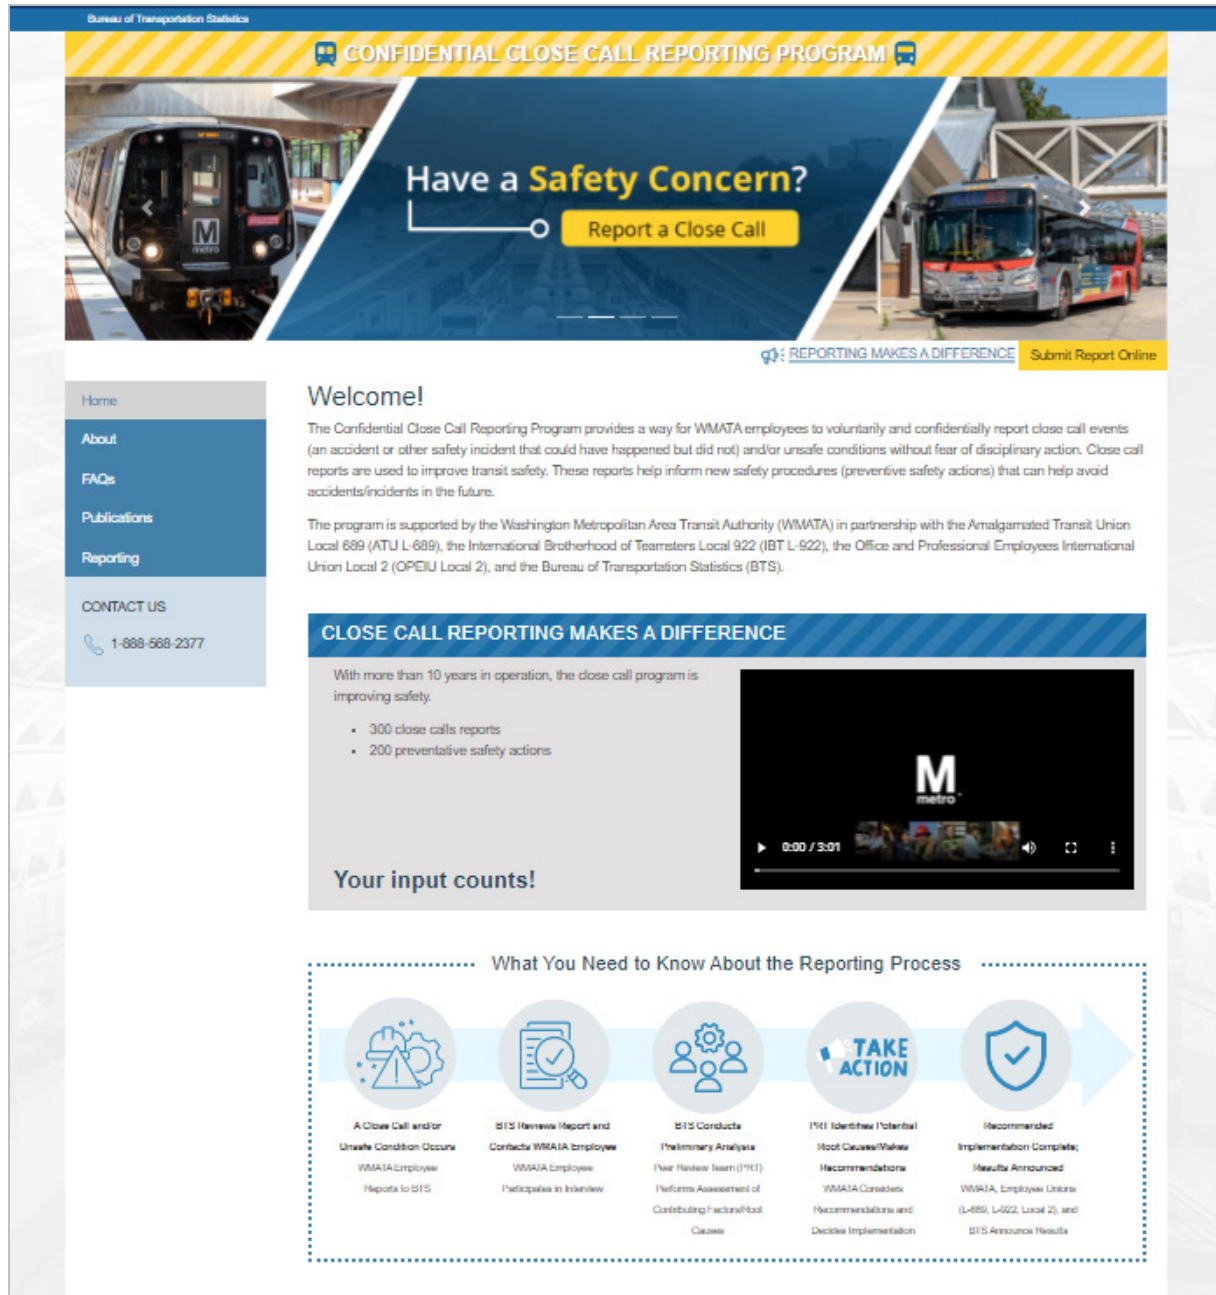 Bureau of Transportation Statistics
CONFIDENTIAL CLOSE CALL REPORTING PROGRAM
Have a Safety Concern?
Report a Close Call
M
metro
REPORTING MAKES A DIFFERENCE
Submit Report Online
Home
About
FAQs
Publications
Reporting
CONTACT US
1-888-568-2377
Welcome!
The Confidential Close Call Reporting Program provides a way for WMATA employees to voluntarily and confidentially report close call events
(an accident or other safety incident that could have happened but did not) and/or unsafe conditions without fear of disciplinary action. Close call
reports are used to improve transit safety. These reports help inform new safety procedures (preventive safety actions) that can help avoid
accidents/incidents in the future.
The program is supported by the Washington Metropolitan Area Transit Authority (WMATA) in partnership with the Amalgamated Transit Union
Local 689 (ATU L-689), the International Brotherhood of Teamsters Local 922 (IBT L-922), the Office and Professional Employees International
Union Local 2 (OPEIU Local 2), and the Bureau of Transportation Statistics (BTS).
CLOSE CALL REPORTING MAKES A DIFFERENCE
With more than 10 years in operation, the close call program is
improving safety.
• 300 close calls reports
• 200 preventative safety actions
Your input counts!
M
metro
0:00 / 3:01
What You Need to Know About the Reporting Process
TAKE
ACTION
A Close Call and/or
Unsafe Condition Occurs
WMATA Employee
Reports to BTS
BTS Reviews Report and
Contacts WMATA Employee
WMATA Employee
Participates in Interview
BTS Conducts
Preliminary Analysis
Peer Review Team (PRT)
Performs Assessment of
Contributing Factors/Root
Causes
PRT Identifies Potential
Root Causes/Makes
Recommendations
WMATA Considers
Recommendations and
Decides Implementation
Recommended
Implementation Complete;
Results Announced
WMATA, Employee Unions
(L-689, L-922, Local 2), and
BTS Announce Results